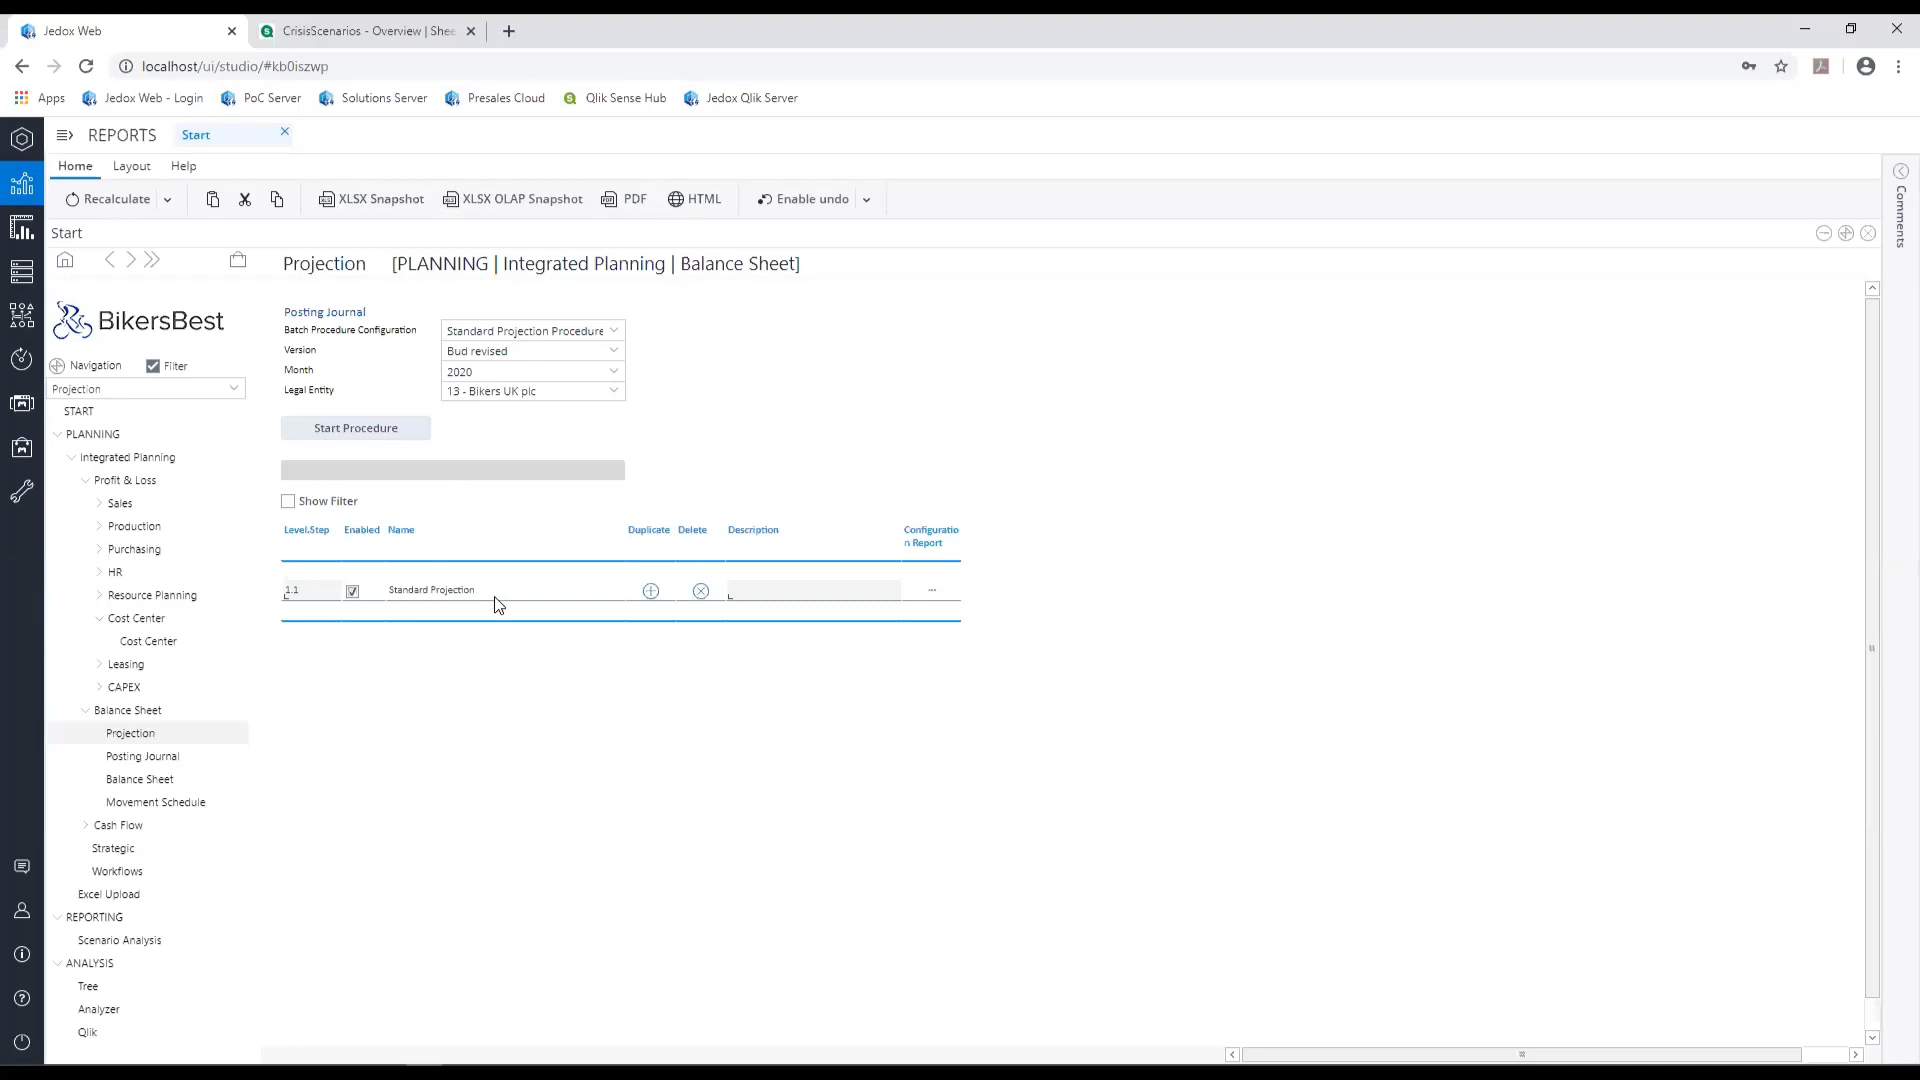 Jedox Web
CrisisScenarios - Overview | Shee
localhost/ui/studio/#kb0iszwp
Apps
Jedox Web - Login
PoC Server
Solutions Server
Presales Cloud
Qlik Sense Hub
Jedox Qlik Server
REPORTS
Start
Home
Layout
Help
Recalculate
XLSX Snapshot
XLSX OLAP Snapshot
PDF
HTML
Enable undo
Comments
Start
Projection [PLANNING | Integrated Planning | Balance Sheet]
BikersBest
Navigation
Filter
Projection
START
PLANNING
Integrated Planning
Profit & Loss
Sales
Production
Purchasing
HR
Resource Planning
Cost Center
Cost Center
Leasing
CAPEX
Balance Sheet
Projection
Posting Journal
Balance Sheet
Movement Schedule
Cash Flow
Strategic
Workflows
Excel Upload
REPORTING
Scenario Analysis
ANALYSIS
Tree
Analyzer
Qlik
Posting Journal
Batch Procedure Configuration
Standard Projection Procedure
Version
Bud revised
Month
2020
Legal Entity
13 - Bikers UK plc
Start Procedure
Show Filter
Level.Step
Enabled
Name
Duplicate
Delete
Description
Configuratio
n Report
1.1
Standard Projection
...